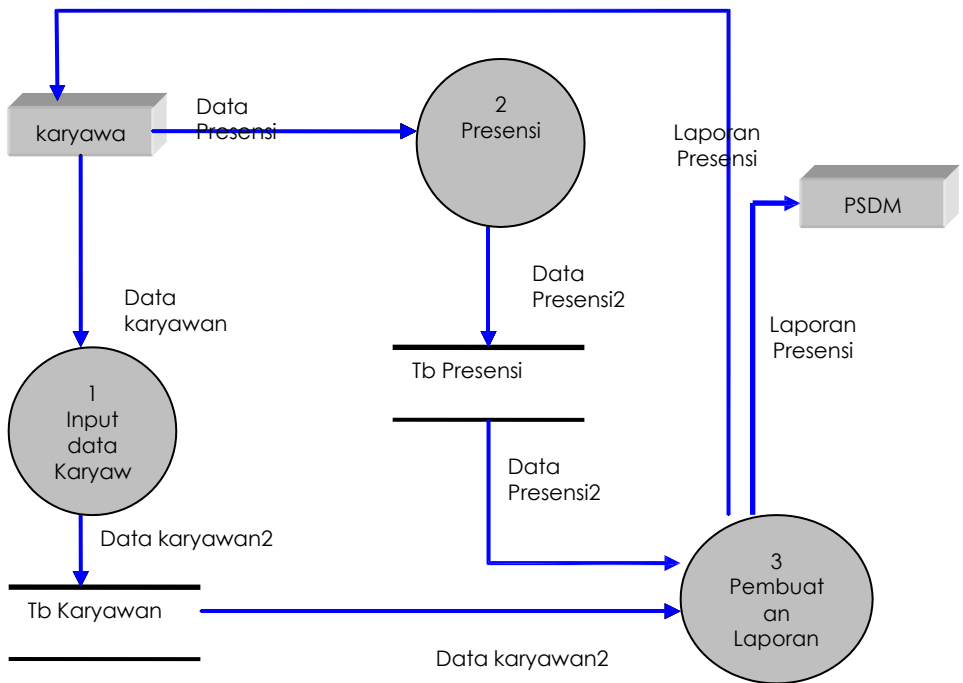 Data
Presensi
2
Presensi
karyawa
Laporan
Presensi
PSDM
Data
Presensi2
Data
karyawan
Laporan
Presensi
Tb Presensi
1
Input
data
Karyaw
Data
Presensi2
Data karyawan2
3
Pembuat
an
Laporan
Tb Karyawan
Data karyawan2